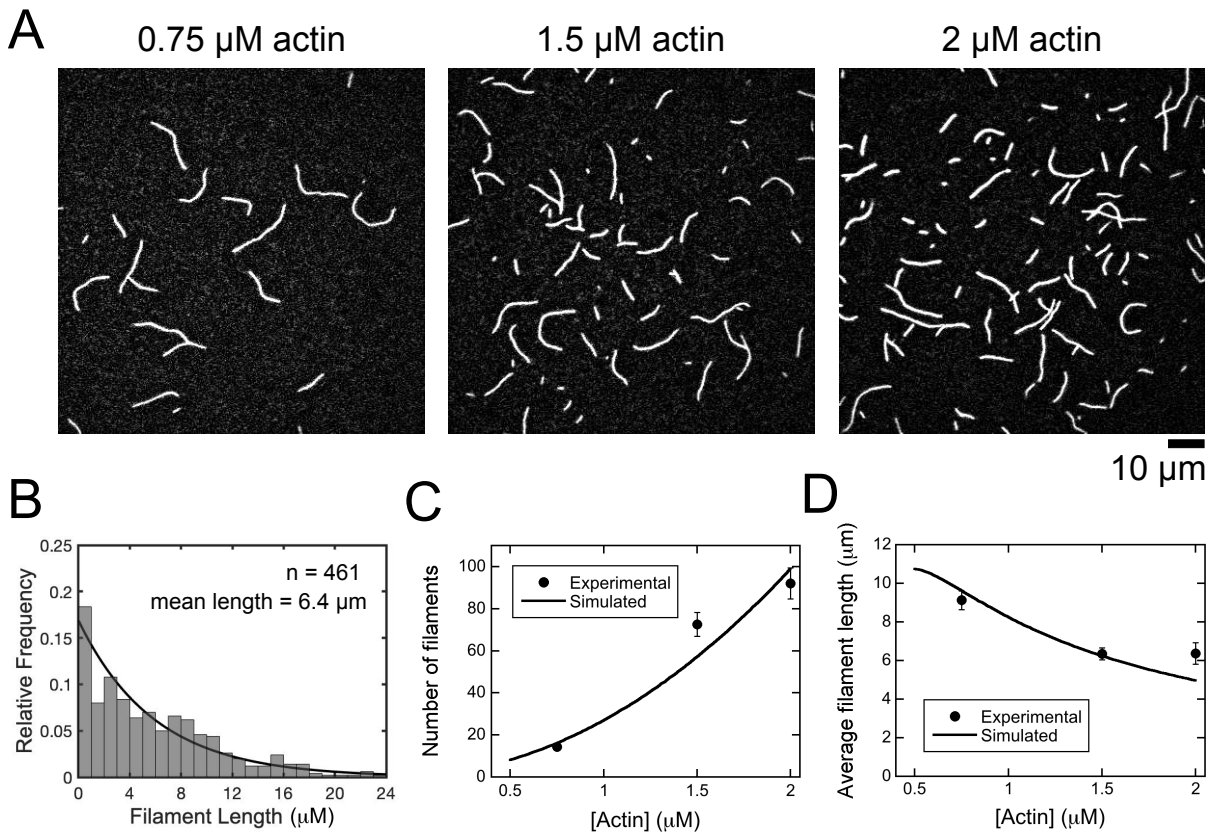 A
0.75 μM actin
1.5 μM actin
2 μM actin
10 μm
B
Relative Frequency
0.25
0.2
0.15
0.1
0.05
0
n = 461
mean length = 6.4 μm
0 4 8 12 16 20 24
Filament Length (μM)
C
Number of filaments
100
80
60
40
20
0
Experimental
Simulated
0.5 1 1.5 2
[Actin] (μM)
D
Average filament length (μm)
12
10
8
6
4
2
0
Experimental
Simulated
0.5 1 1.5 2
[Actin] (μM)